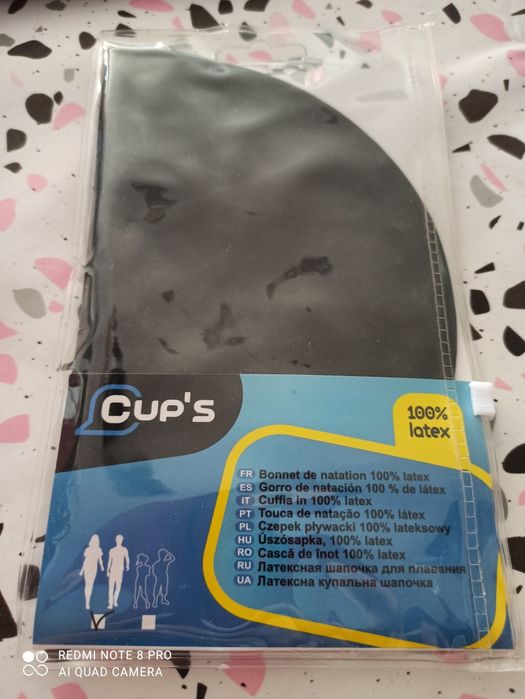 CUP'S
100%
latex
FR Bonnet de natation 100% latex
ES Gorro de natación 100 % de látex
IT Cuffia in 100% latex
PT Touca de natação 100% látex
PL Czepek pływacki 100% lateksowy
HU Úszósapka, 100% latex
RO Cască de înot 100% latex
RU Латексная шапочка для плавания
UA Латексна купальна шапочка
REDMI NOTE 8 PRO
AI QUAD CAMERA